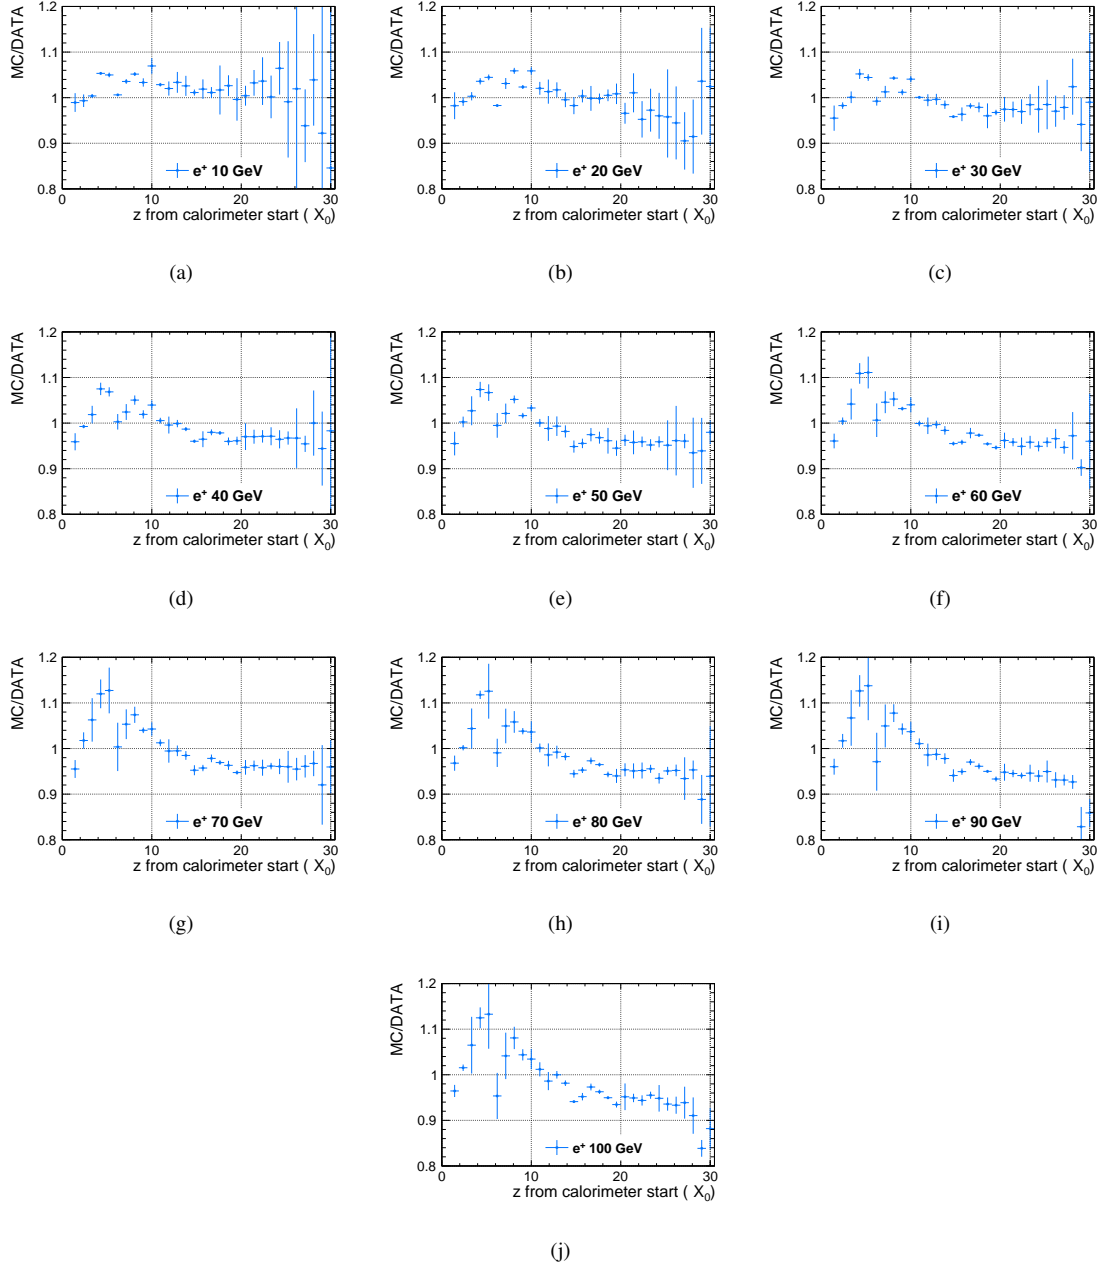 MC/DATA
1.2
1.1
1
0.9
0.8
e⁺ 10 GeV
0 10 20 30
z from calorimeter start ( X₀)
(a)
MC/DATA
1.2
1.1
1
0.9
0.8
e⁺ 20 GeV
0 10 20 30
z from calorimeter start ( X₀)
(b)
MC/DATA
1.2
1.1
1
0.9
0.8
e⁺ 30 GeV
0 10 20 30
z from calorimeter start ( X₀)
(c)
MC/DATA
1.2
1.1
1
0.9
0.8
e⁺ 40 GeV
0 10 20 30
z from calorimeter start ( X₀)
(d)
MC/DATA
1.2
1.1
1
0.9
0.8
e⁺ 50 GeV
0 10 20 30
z from calorimeter start ( X₀)
(e)
MC/DATA
1.2
1.1
1
0.9
0.8
e⁺ 60 GeV
0 10 20 30
z from calorimeter start ( X₀)
(f)
MC/DATA
1.2
1.1
1
0.9
0.8
e⁺ 70 GeV
0 10 20 30
z from calorimeter start ( X₀)
(g)
MC/DATA
1.2
1.1
1
0.9
0.8
e⁺ 80 GeV
0 10 20 30
z from calorimeter start ( X₀)
(h)
MC/DATA
1.2
1.1
1
0.9
0.8
e⁺ 90 GeV
0 10 20 30
z from calorimeter start ( X₀)
(i)
MC/DATA
1.2
1.1
1
0.9
0.8
e⁺ 100 GeV
0 10 20 30
z from calorimeter start ( X₀)
(j)